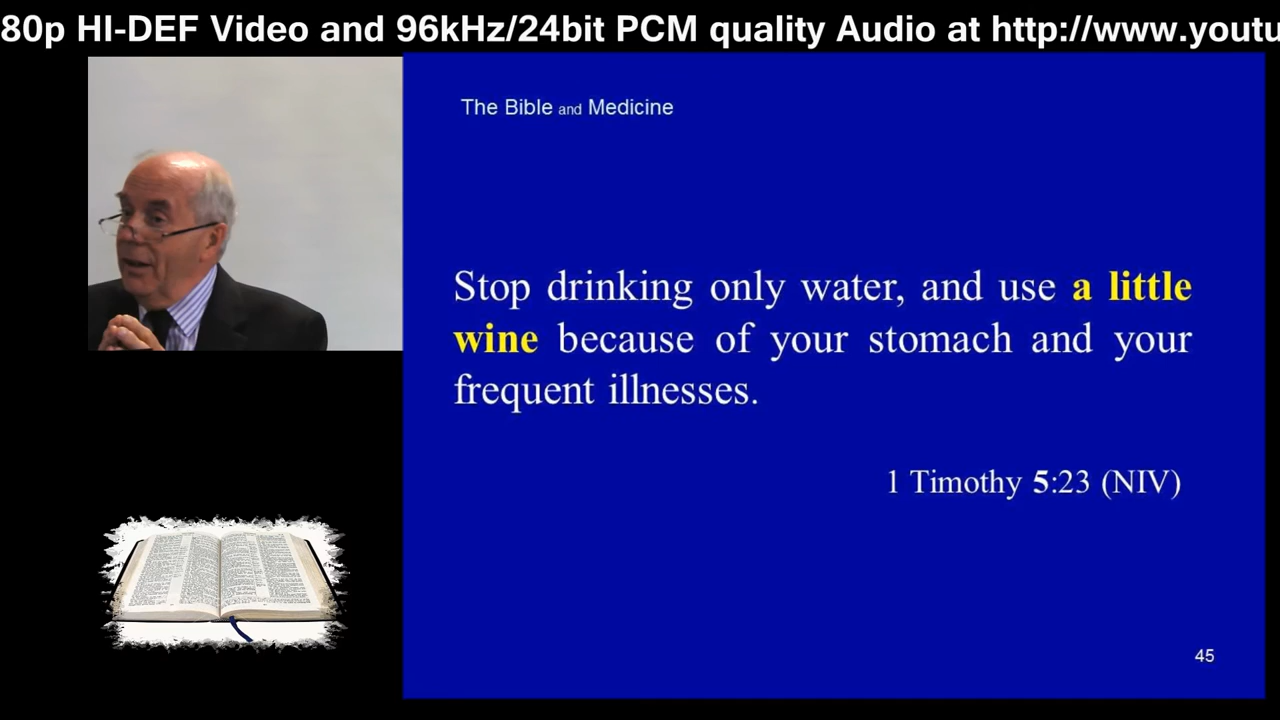 80p HI-DEF Video and 96kHz/24bit PCM quality Audio at http://www.youtu
The Bible and Medicine
Stop drinking only water, and use a little
wine because of your stomach and your
frequent illnesses.
1 Timothy 5:23 (NIV)
45